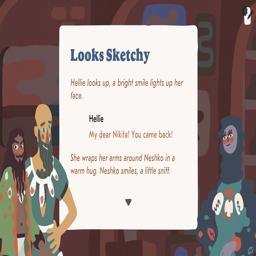 Looks Sketchy
Hellie looks up, a bright smile lights up her
face.
Hellie
My dear Nikita! You came back!
She wraps her arms around Neshko in a
warm hug. Neshko smiles, a little sniff.